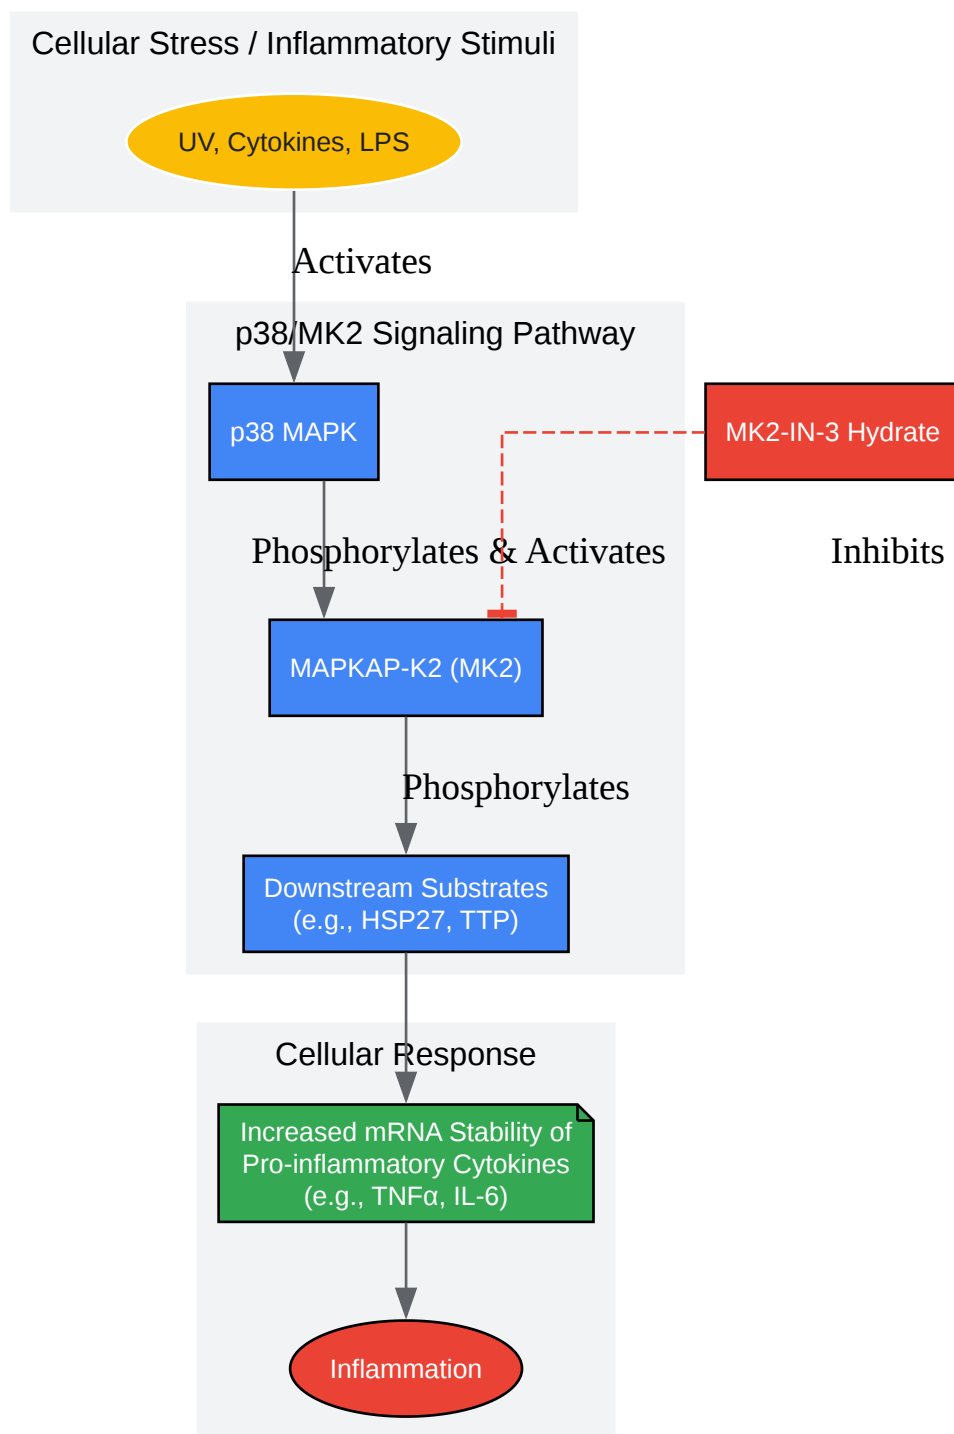 Cellular Stress / Inflammatory Stimuli
UV, Cytokines, LPS
Activates
p38/MK2 Signaling Pathway
p38 MAPK
MK2-IN-3 Hydrate
Phosphorylates & Activates
Inhibits
MAPKAP-K2 (MK2)
Phosphorylates
Downstream Substrates
(e.g., HSP27, TTP)
Cellular Response
Increased mRNA Stability of
Pro-inflammatory Cytokines
(e.g., TNFα, IL-6)
Inflammation